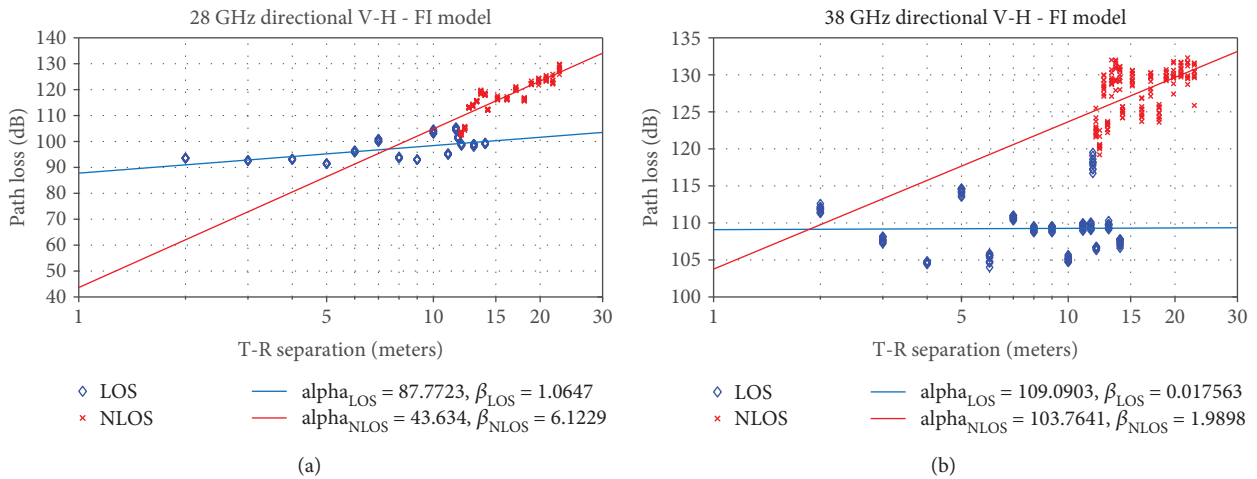 28 GHz directional V-H - FI model
140
130
120
110
100
90
80
70
60
50
40
Path loss (dB)
1 5 10 15 20 30
T-R separation (meters)
LOS
NLOS
alpha_LOS = 87.7723, β_LOS = 1.0647
alpha_NLOS = 43.634, β_NLOS = 6.1229
(a)
38 GHz directional V-H - FI model
135
130
125
120
115
110
105
100
Path loss (dB)
1 5 10 15 20 30
T-R separation (meters)
LOS
NLOS
alpha_LOS = 109.0903, β_LOS = 0.017563
alpha_NLOS = 103.7641, β_NLOS = 1.9898
(b)